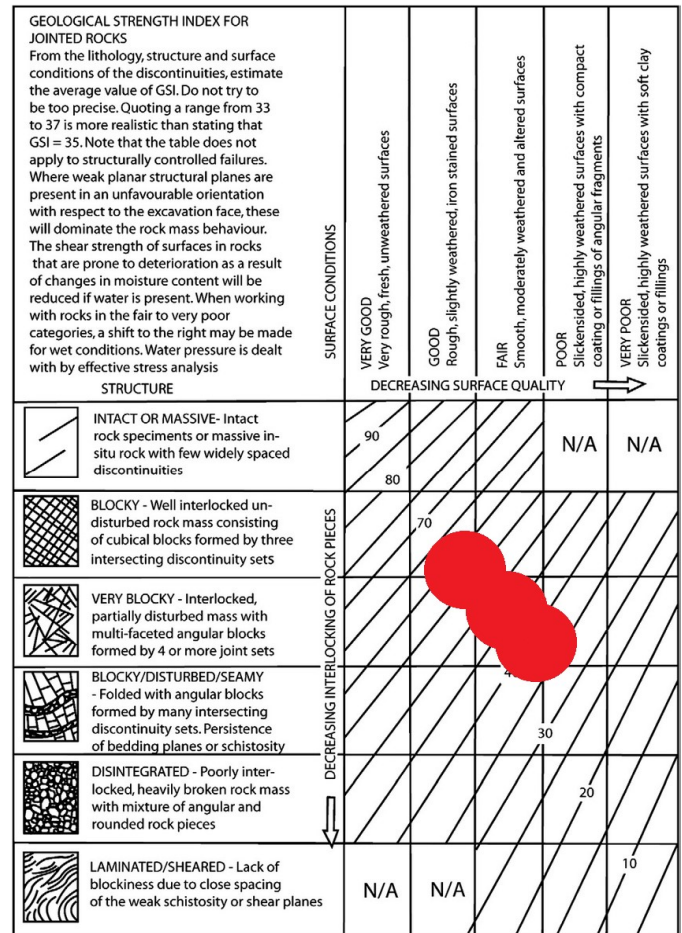 GEOLOGICAL STRENGTH INDEX FOR
JOINTED ROCKS
From the lithology, structure and surface
conditions of the discontinuities, estimate
the average value of GSI. Do not try to
be too precise. Quoting a range from 33
to 37 is more realistic than stating that
GSI = 35. Note that the table does not
apply to structurally controlled failures.
Where weak planar structural planes are
present in an unfavourable orientation
with respect to the excavation face, these
will dominate the rock mass behaviour.
The shear strength of surfaces in rocks
that are prone to deterioration as a result
of changes in moisture content will be
reduced if water is present. When working
with rocks in the fair to very poor
categories, a shift to the right may be made
for wet conditions. Water pressure is dealt
with by effective stress analysis
STRUCTURE
SURFACE CONDITIONS
VERY GOOD
Very rough, fresh, unweathered surfaces
GOOD
Rough, slightly weathered, iron stained surfaces
FAIR
Smooth, moderately weathered and altered surfaces
POOR
Slickensided, highly weathered surfaces with compact
coating or fillings of angular fragments
VERY POOR
Slickensided, highly weathered surfaces with soft clay
coatings or fillings
DECREASING SURFACE QUALITY
DECREASING INTERLOCKING OF ROCK PIECES
INTACT OR MASSIVE- Intact
rock speciments or massive in-
situ rock with few widely spaced
discontinuities
90
80
N/A
N/A
BLOCKY - Well interlocked un-
disturbed rock mass consisting
of cubical blocks formed by three
intersecting discontinuity sets
70
VERY BLOCKY - Interlocked,
partially disturbed mass with
multi-faceted angular blocks
formed by 4 or more joint sets
BLOCKY/DISTURBED/SEAMY
- Folded with angular blocks
formed by many intersecting
discontinuity sets. Persistence
of bedding planes or schistosity
30
DISINTEGRATED - Poorly inter-
locked, heavily broken rock mass
with mixture of angular and
rounded rock pieces
20
LAMINATED/SHEARED - Lack of
blockiness due to close spacing
of the weak schistosity or shear planes
N/A
N/A
10